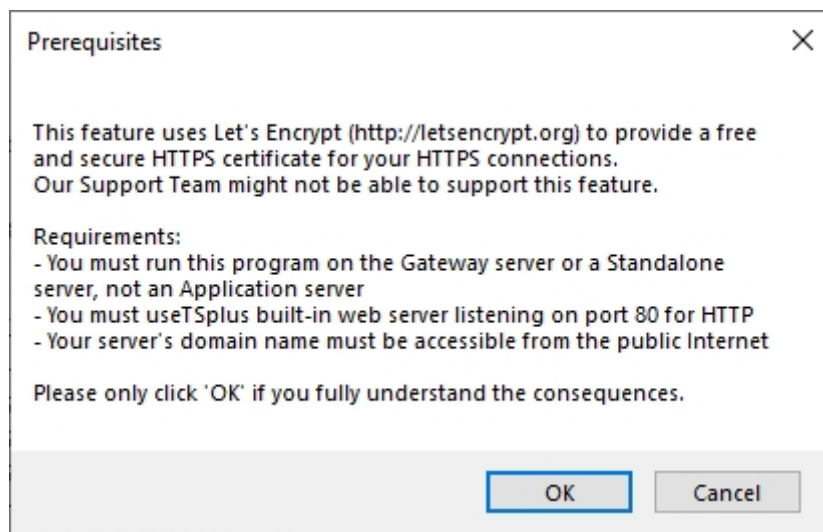 Prerequisites
This feature uses Let's Encrypt (http://letsencrypt.org) to provide a free
and secure HTTPS certificate for your HTTPS connections.
Our Support Team might not be able to support this feature.
Requirements:
- You must run this program on the Gateway server or a Standalone
server, not an Application server
- You must useTSplus built-in web server listening on port 80 for HTTP
- Your server's domain name must be accessible from the public Internet
Please only click 'OK' if you fully understand the consequences.
OK
Cancel